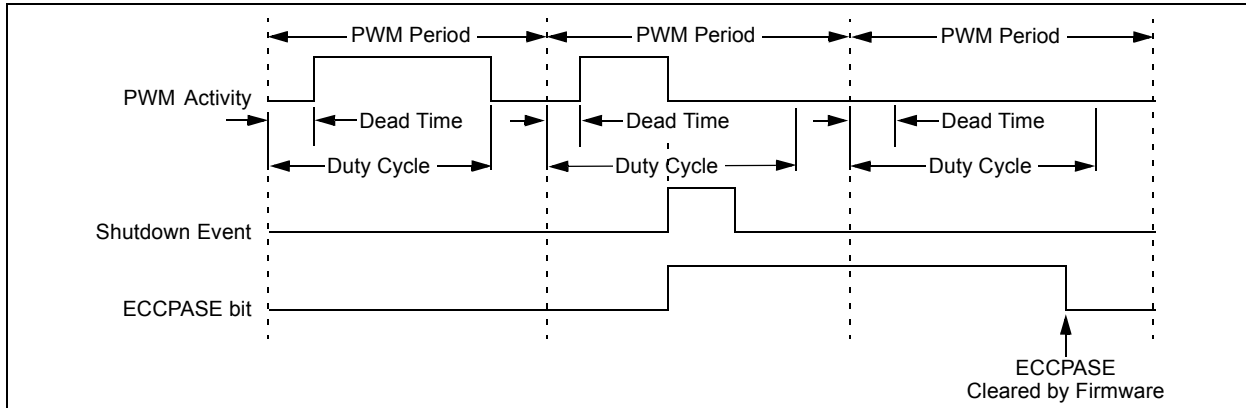 PWM Period PWM Period PWM Period
PWM Activity
Dead Time Dead Time Dead Time
Duty Cycle Duty Cycle Duty Cycle
Shutdown Event
ECCPASE bit
ECCPASE
Cleared by Firmware